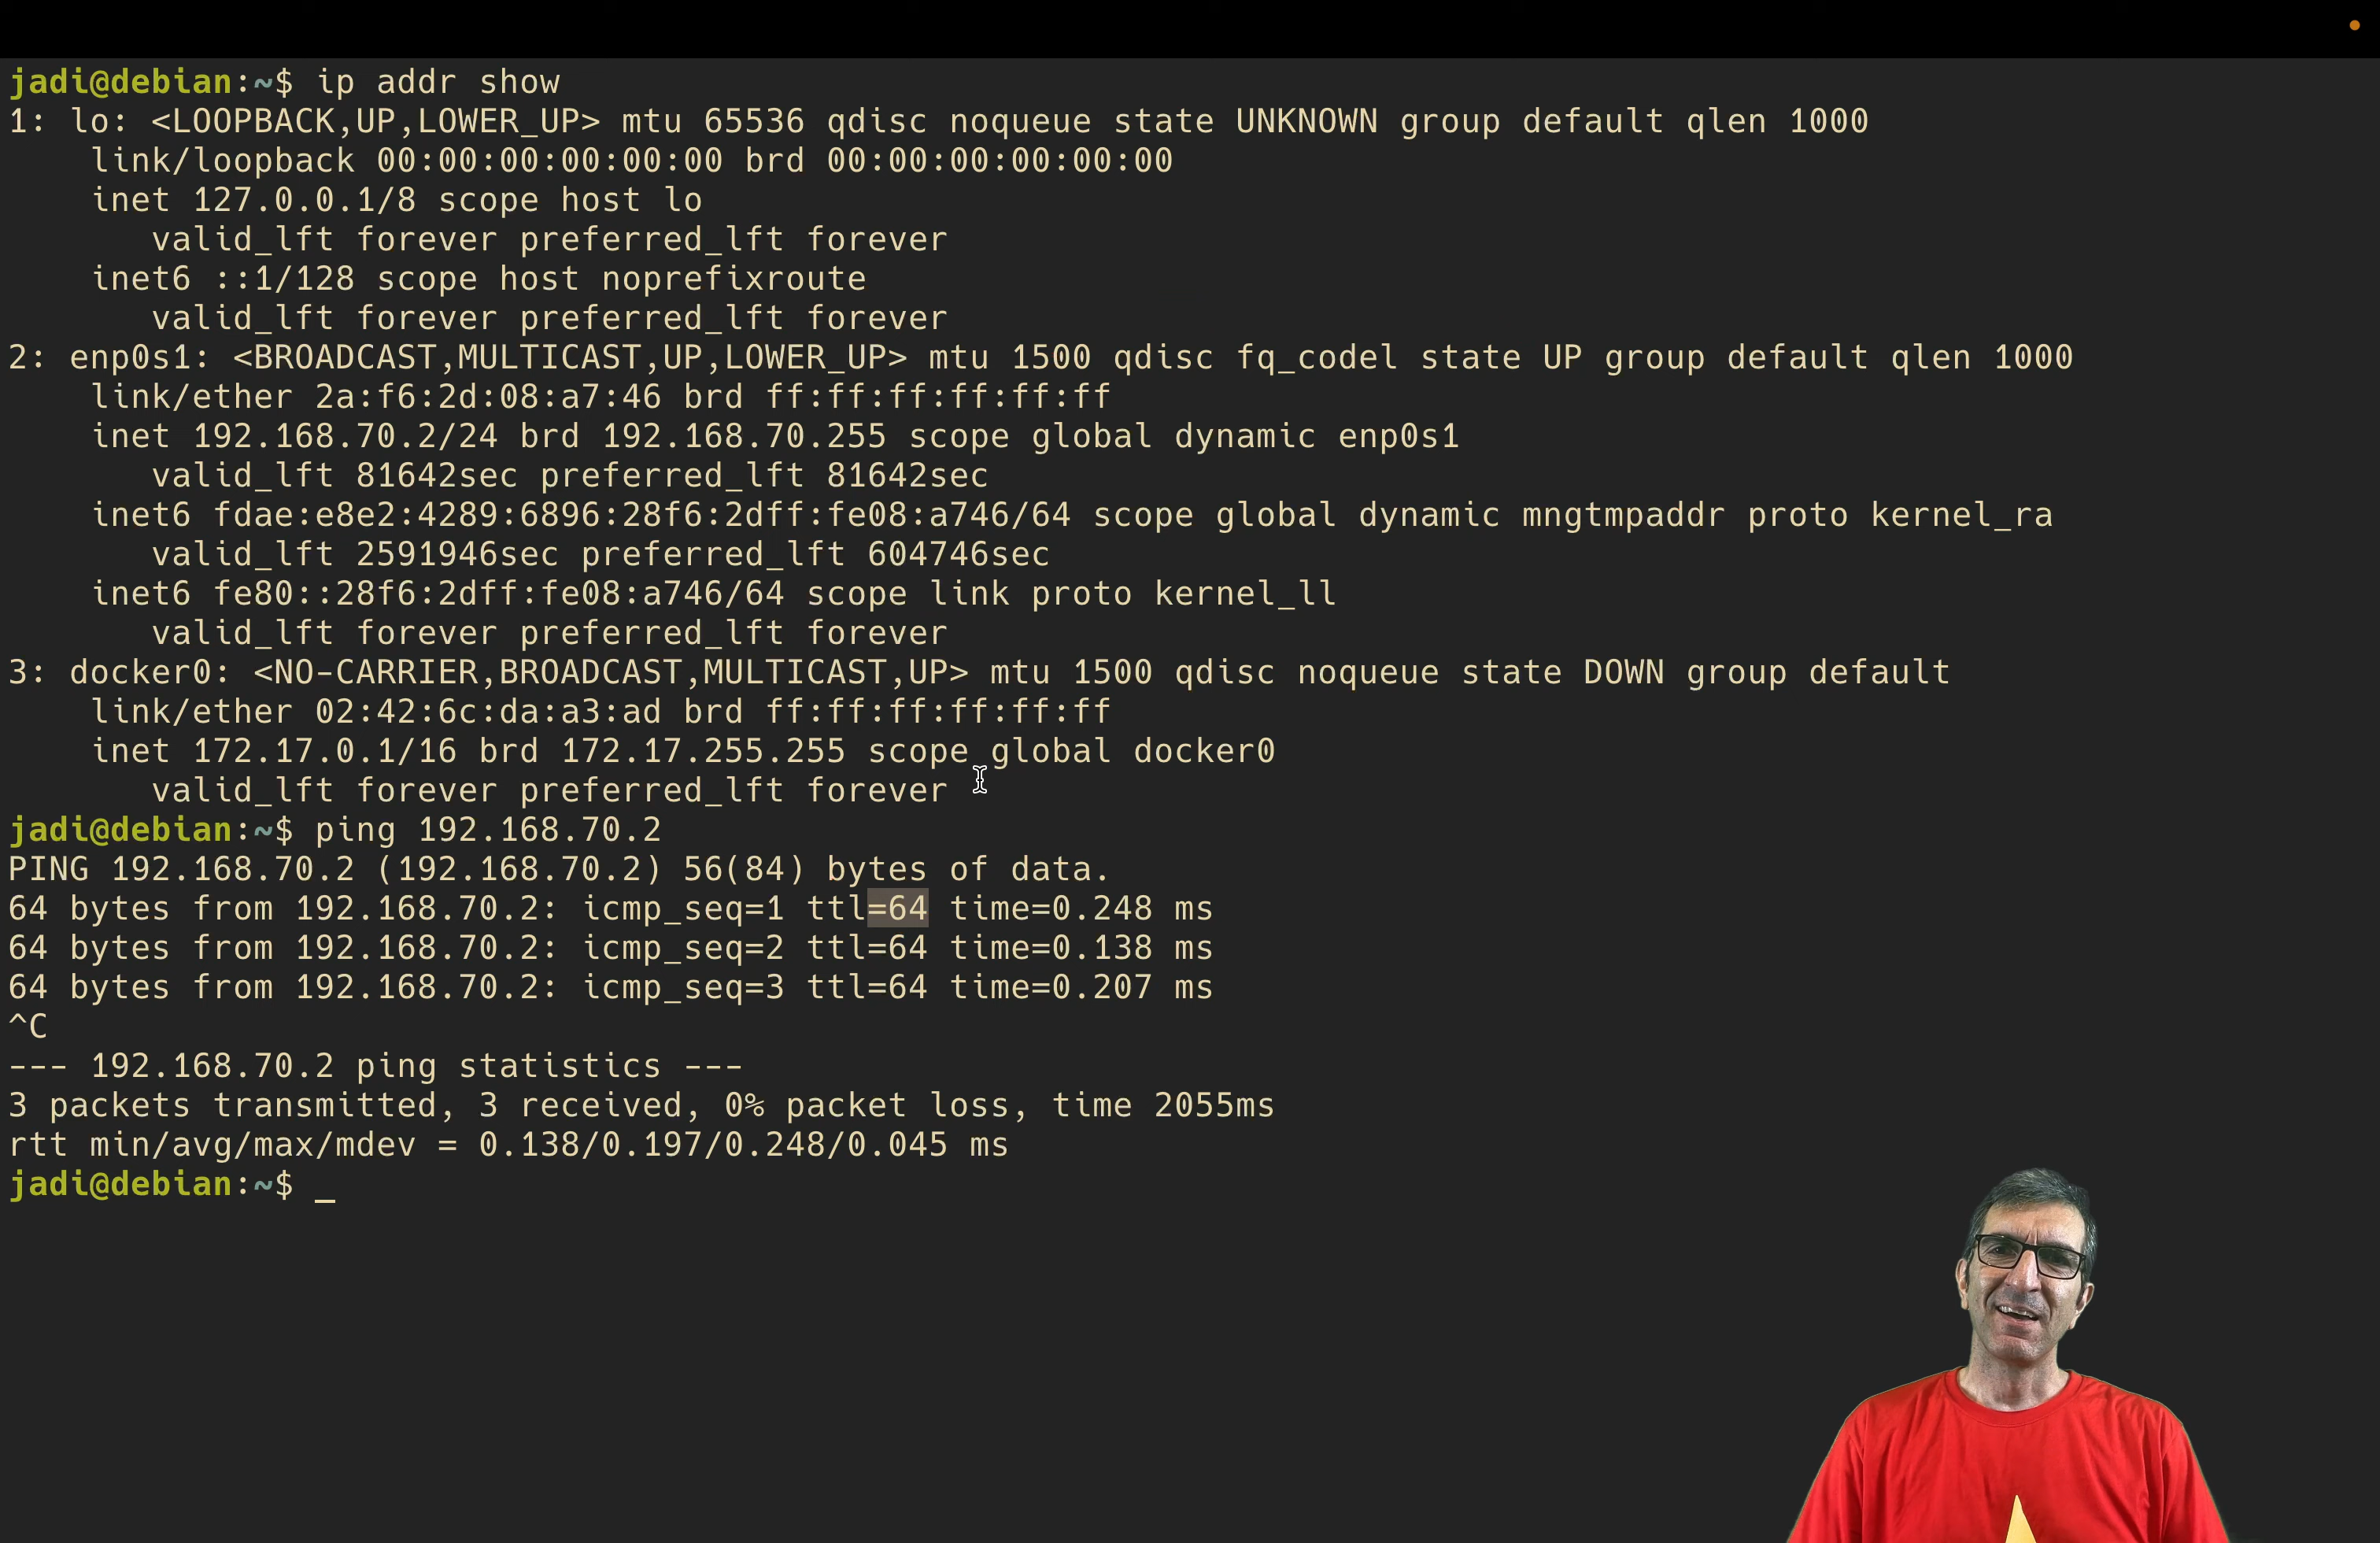 jadi@debian:~$ ip addr show
1: lo: <LOOPBACK,UP,LOWER_UP> mtu 65536 qdisc noqueue state UNKNOWN group default qlen 1000
    link/loopback 00:00:00:00:00:00 brd 00:00:00:00:00:00
    inet 127.0.0.1/8 scope host lo
       valid_lft forever preferred_lft forever
    inet6 ::1/128 scope host noprefixroute
       valid_lft forever preferred_lft forever
2: enp0s1: <BROADCAST,MULTICAST,UP,LOWER_UP> mtu 1500 qdisc fq_codel state UP group default qlen 1000
    link/ether 2a:f6:2d:08:a7:46 brd ff:ff:ff:ff:ff:ff
    inet 192.168.70.2/24 brd 192.168.70.255 scope global dynamic enp0s1
       valid_lft 81642sec preferred_lft 81642sec
    inet6 fdae:e8e2:4289:6896:28f6:2dff:fe08:a746/64 scope global dynamic mngtmpaddr proto kernel_ra
       valid_lft 2591946sec preferred_lft 604746sec
    inet6 fe80::28f6:2dff:fe08:a746/64 scope link proto kernel_ll
       valid_lft forever preferred_lft forever
3: docker0: <NO-CARRIER,BROADCAST,MULTICAST,UP> mtu 1500 qdisc noqueue state DOWN group default
    link/ether 02:42:6c:da:a3:ad brd ff:ff:ff:ff:ff:ff
    inet 172.17.0.1/16 brd 172.17.255.255 scope global docker0
       valid_lft forever preferred_lft forever
jadi@debian:~$ ping 192.168.70.2
PING 192.168.70.2 (192.168.70.2) 56(84) bytes of data.
64 bytes from 192.168.70.2: icmp_seq=1 ttl=64 time=0.248 ms
64 bytes from 192.168.70.2: icmp_seq=2 ttl=64 time=0.138 ms
64 bytes from 192.168.70.2: icmp_seq=3 ttl=64 time=0.207 ms
^C
--- 192.168.70.2 ping statistics ---
3 packets transmitted, 3 received, 0% packet loss, time 2055ms
rtt min/avg/max/mdev = 0.138/0.197/0.248/0.045 ms
jadi@debian:~$ _